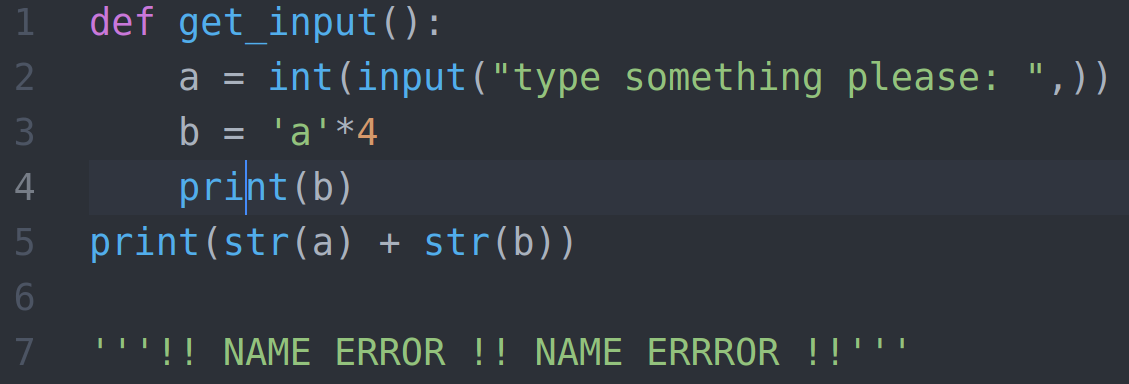 1 def get_input():
2     a = int(input("type something please: ",))
3     b = 'a'*4
4     print(b)
5 print(str(a) + str(b))
6
7 '''!! NAME ERROR !! NAME ERRROR !!'''